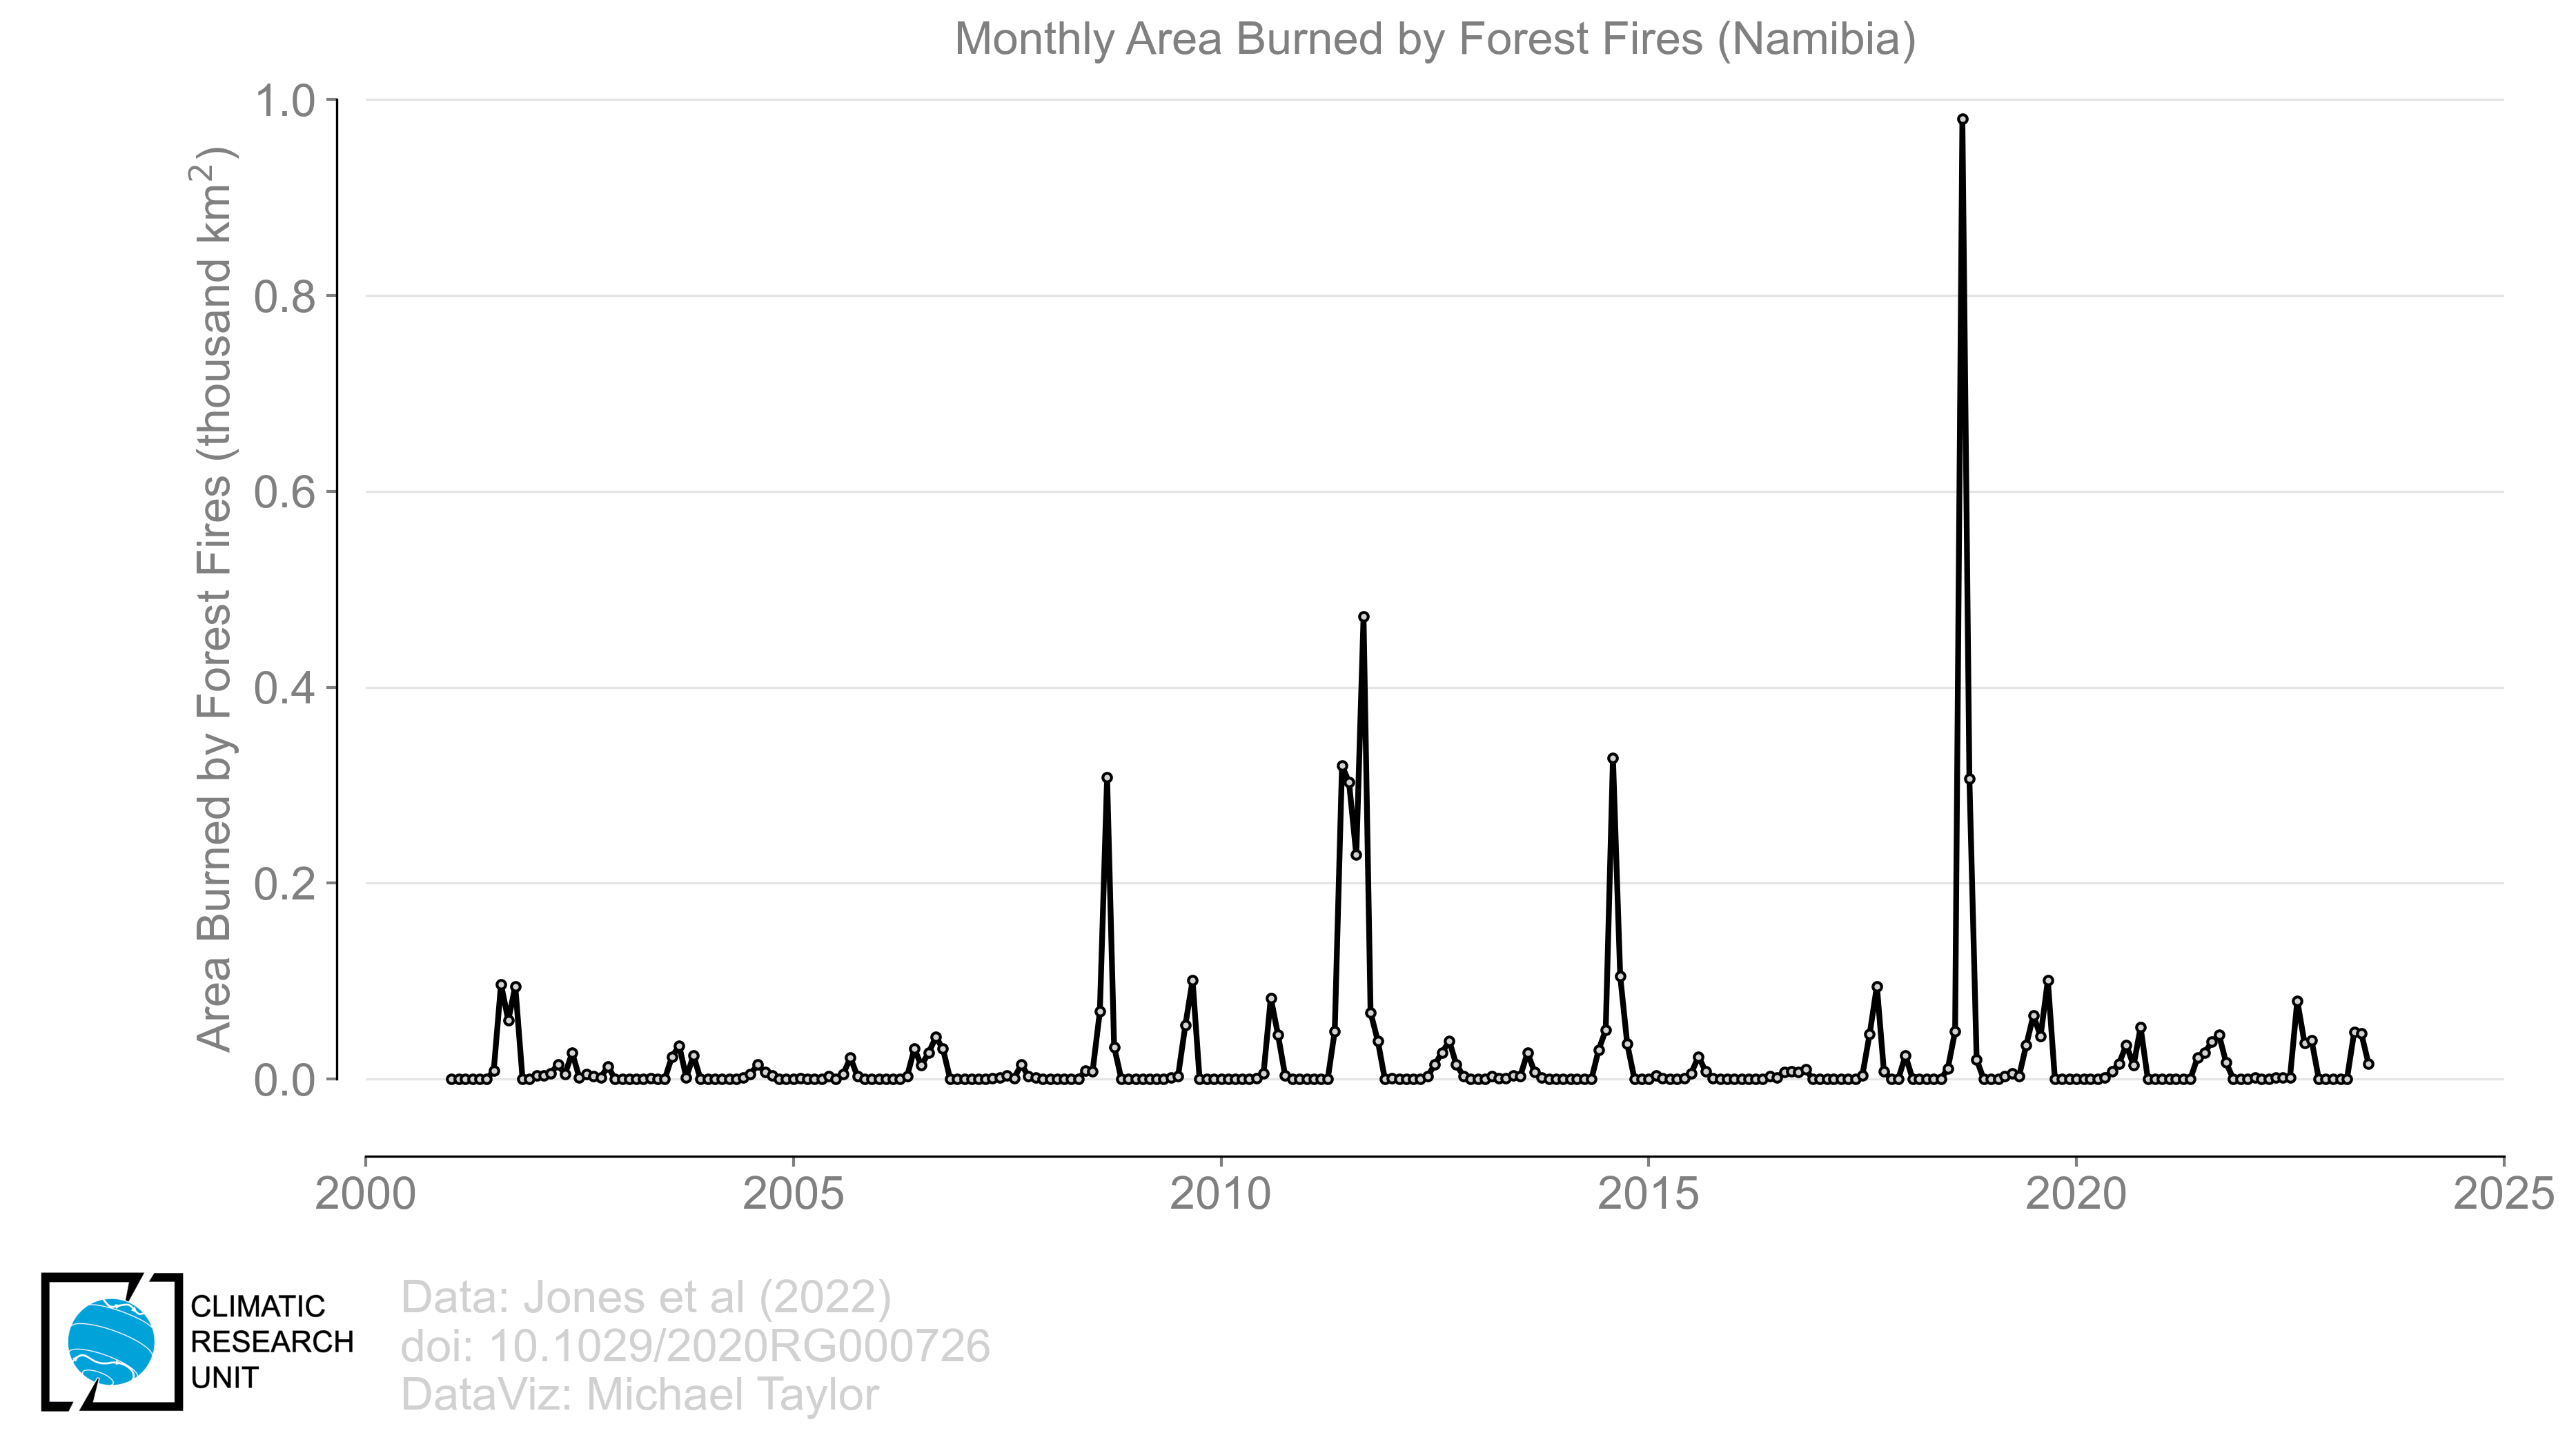 Monthly Area Burned by Forest Fires (Namibia)
Area Burned by Forest Fires (thousand km²)
1.0
0.8
0.6
0.4
0.2
0.0
2000 2005 2010 2015 2020 2025
CLIMATIC
RESEARCH
UNIT
Data: Jones et al (2022)
doi: 10.1029/2020RG000726
DataViz: Michael Taylor